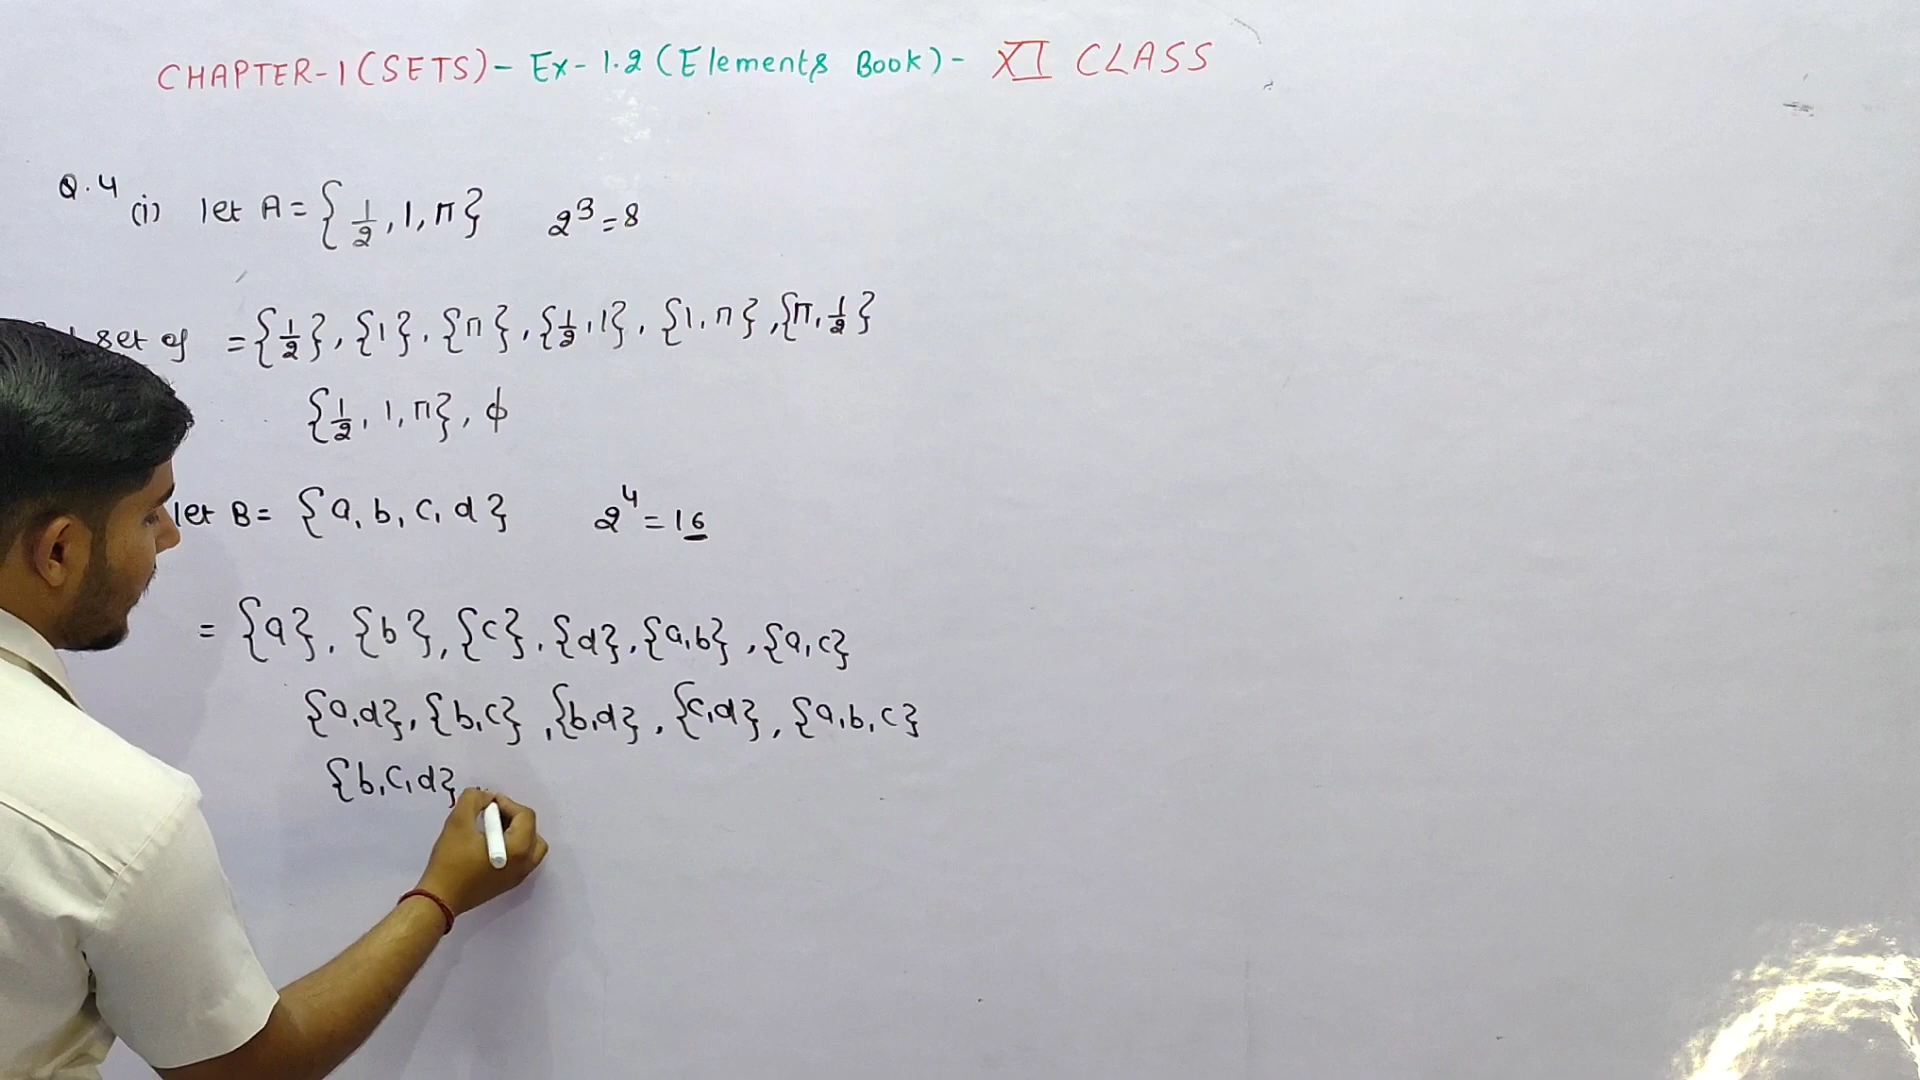 CHAPTER-1 (SETS) - Ex-1.2 (Elements Book) - XI CLASS
Q.4
(i) let A = {1/2, 1, π} 2³ = 8
set of = {1/2}, {1}, {π}, {1/2, 1}, {1, π}, {π, 1/2}
{1/2, 1, π}, φ
let B = {a, b, c, d} 2⁴ = 16
= {a}, {b}, {c}, {d}, {a, b}, {a, c}
{a, d}, {b, c}, {b, d}, {c, d}, {a, b, c}
{b, c, d}